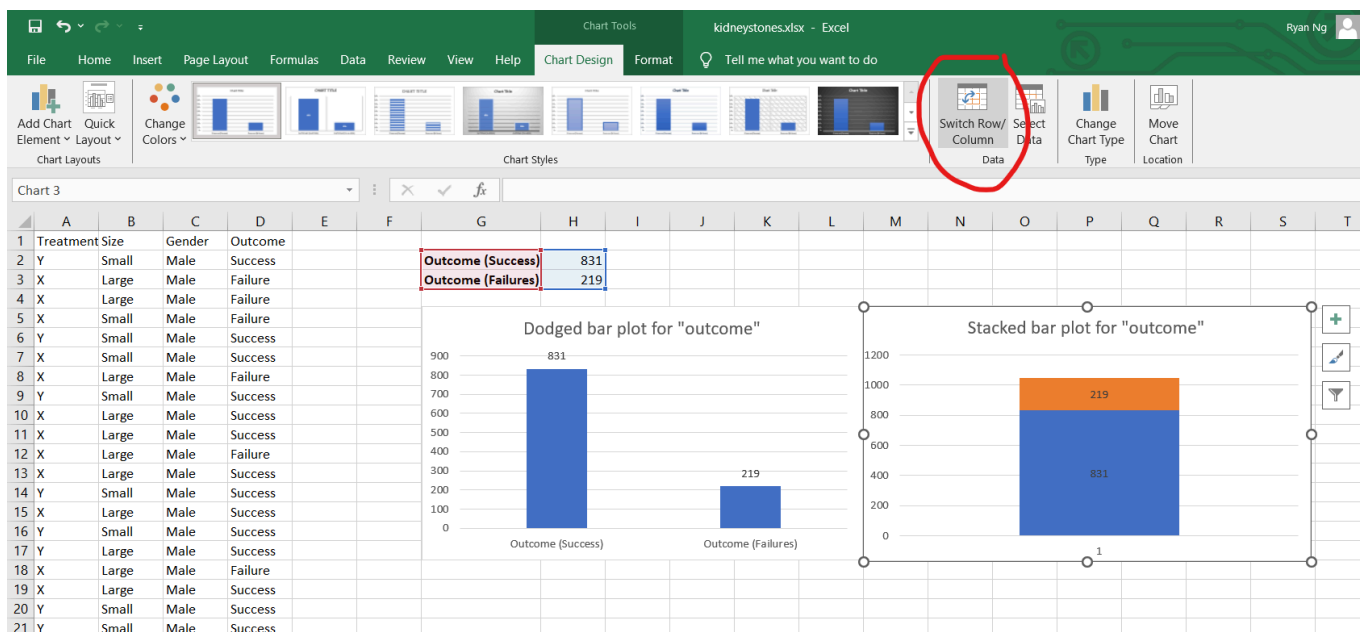 Chart Tools
kidneystones.xlsx - Excel
Ryan Ng
File Home Insert Page Layout Formulas Data Review View Help Chart Design Format Tell me what you want to do
Add Chart Element
Quick Layout
Change Colors
Switch Row/ Column
Select Data
Change Chart Type
Move Chart
Chart Layouts
Chart Styles
Data
Type
Location
Chart 3
fx
A B C D E F G H I J K L M N O P Q R S T
1 Treatment Size Gender Outcome
2 Y Small Male Success Outcome (Success) 831
3 X Large Male Failure Outcome (Failures) 219
4 X Large Male Failure
5 X Small Male Failure
6 Y Small Male Success
7 X Small Male Success
8 X Large Male Failure
9 Y Small Male Success
10 X Large Male Success
11 X Large Male Success
12 X Large Male Failure
13 X Large Male Success
14 Y Small Male Success
15 X Large Male Success
16 Y Small Male Success
17 Y Large Male Success
18 X Large Male Failure
19 X Large Male Success
20 Y Small Male Success
21 Y Small Male Success
Dodged bar plot for "outcome"
900
800
700
600
500
400
300
200
100
0
831
219
Outcome (Success) Outcome (Failures)
Stacked bar plot for "outcome"
1200
1000
800
600
400
200
0
219
831
1